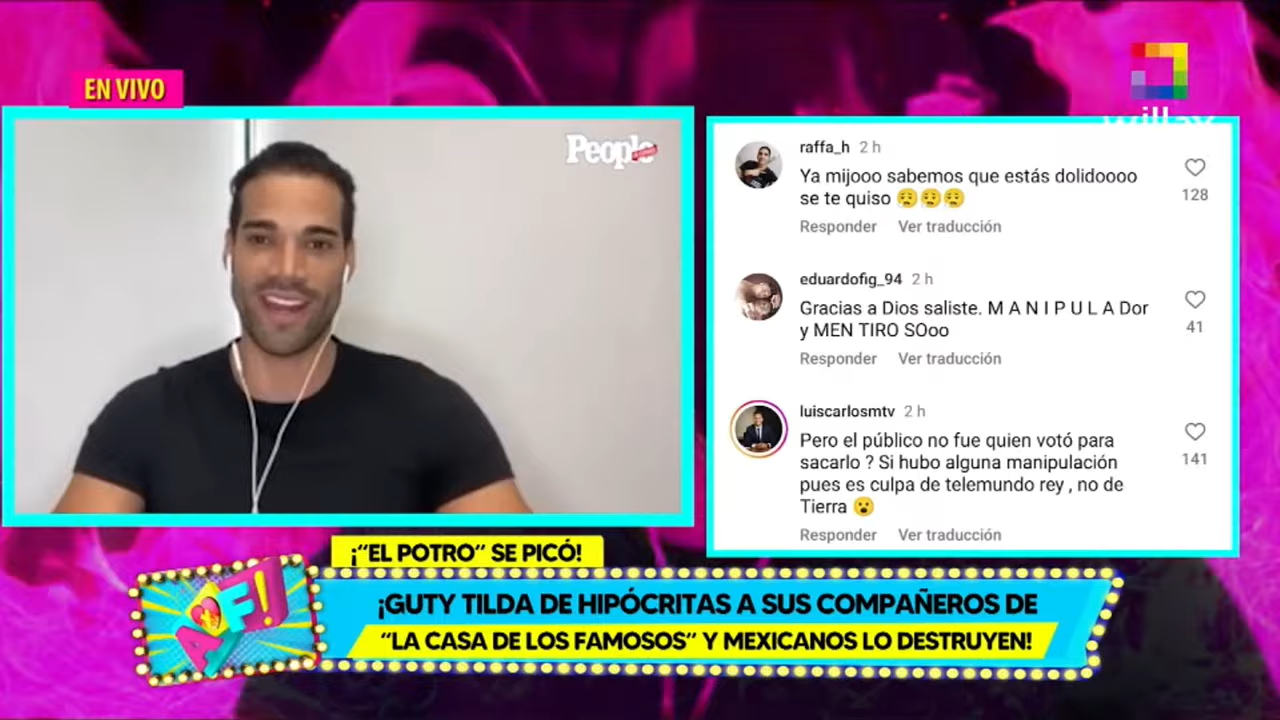 EN VIVO
willax
People
raffa_h 2 h
Ya mijooo sabemos que estás dolidoooo
se te quiso 😮‍💨😮‍💨😮‍💨
128
Responder Ver traducción
eduardofig_94 2 h
Gracias a Dios saliste. M A N I P U L A Dor
y MEN TIRO SOoo
41
Responder Ver traducción
luiscarlosmtv 2 h
Pero el público no fue quien votó para
sacarlo ? Si hubo alguna manipulación
pues es culpa de telemundo rey , no de
Tierra 😮
141
Responder Ver traducción
¡“EL POTRO” SE PICÓ!
AyF!
¡GUTY TILDA DE HIPÓCRITAS A SUS COMPAÑEROS DE
“LA CASA DE LOS FAMOSOS” Y MEXICANOS LO DESTRUYEN!